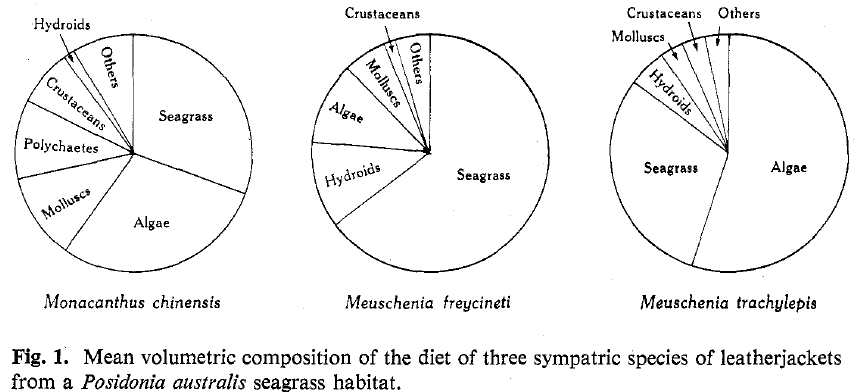 Hydroids
Others
Crustaceans
Polychaetes
Molluscs
Algae
Seagrass
Monacanthus chinensis
Crustaceans
Others
Molluscs
Algae
Hydroids
Seagrass
Meuschenia freycineti
Crustaceans
Others
Molluscs
Hydroids
Seagrass
Algae
Meuschenia trachylepis
Fig. 1. Mean volumetric composition of the diet of three sympatric species of leatherjackets
from a Posidonia australis seagrass habitat.